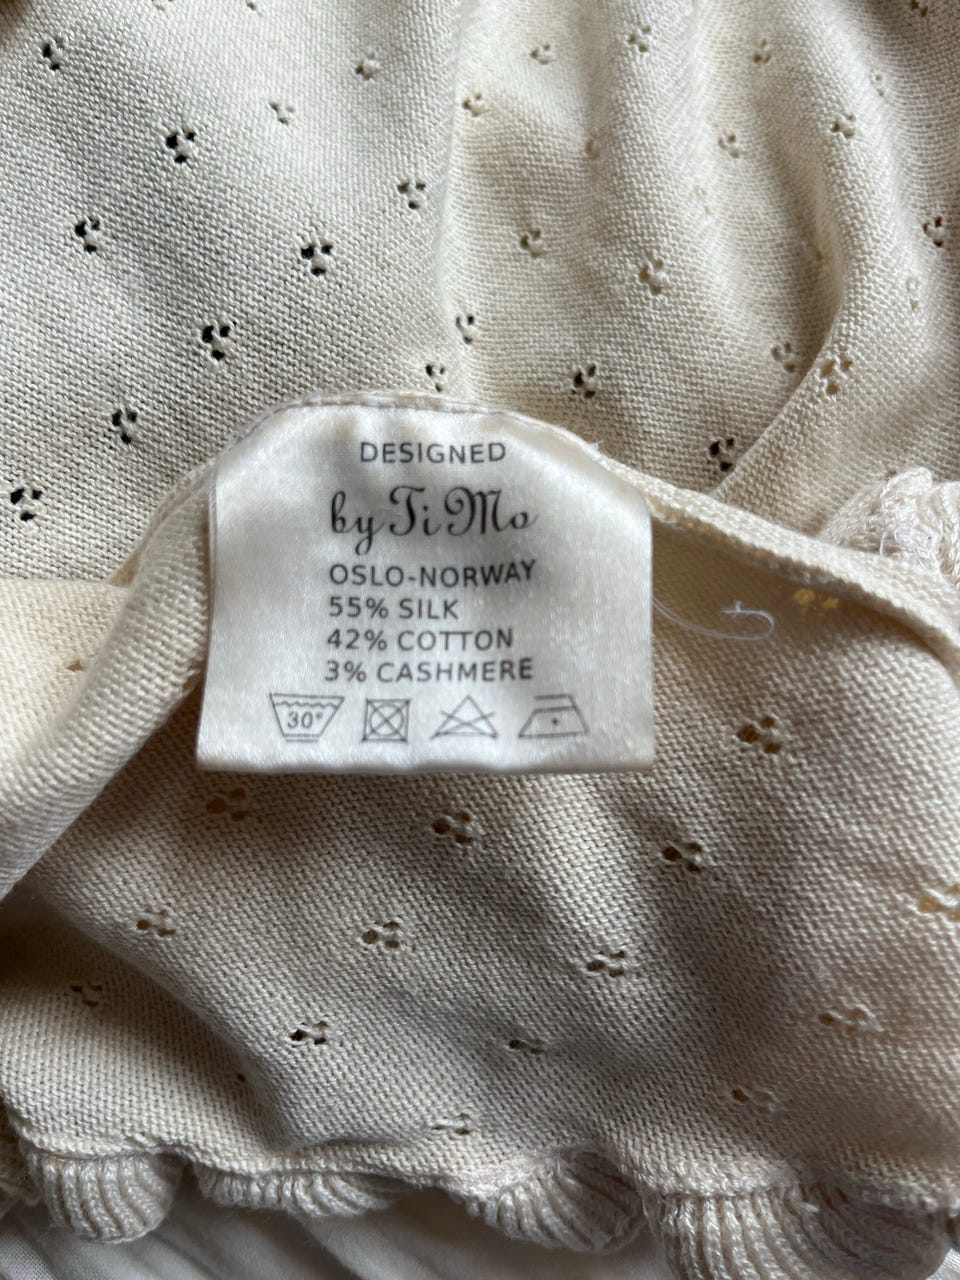 DESIGNED
by Ti Mo
OSLO-NORWAY
55% SILK
42% COTTON
3% CASHMERE
30°